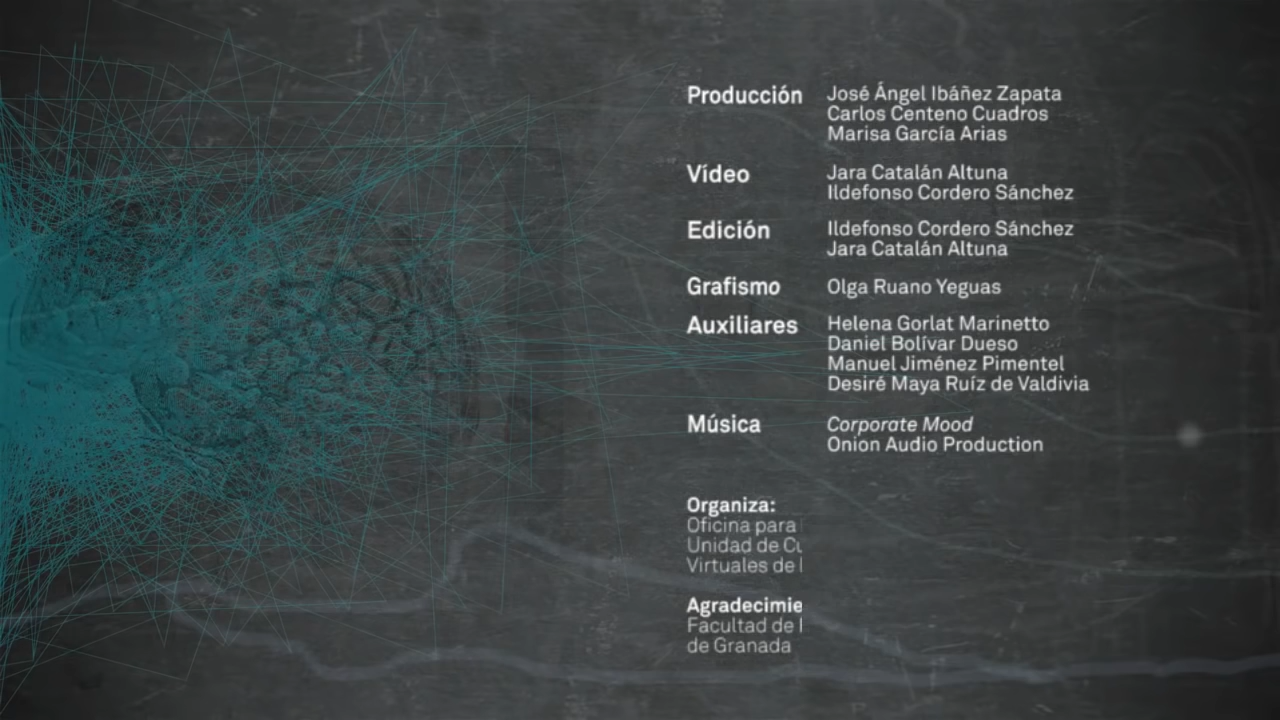 Producción José Ángel Ibáñez Zapata
Carlos Centeno Cuadros
Marisa García Arias
Vídeo Jara Catalán Altuna
Ildefonso Cordero Sánchez
Edición Ildefonso Cordero Sánchez
Jara Catalán Altuna
Grafismo Olga Ruano Yeguas
Auxiliares Helena Gorlat Marinetto
Daniel Bolívar Dueso
Manuel Jiménez Pimentel
Desiré Maya Ruíz de Valdivia
Música Corporate Mood
Onion Audio Production
Organiza:
Oficina para
Unidad de
Virtuales de
Agradecimie
Facultad de
de Granada